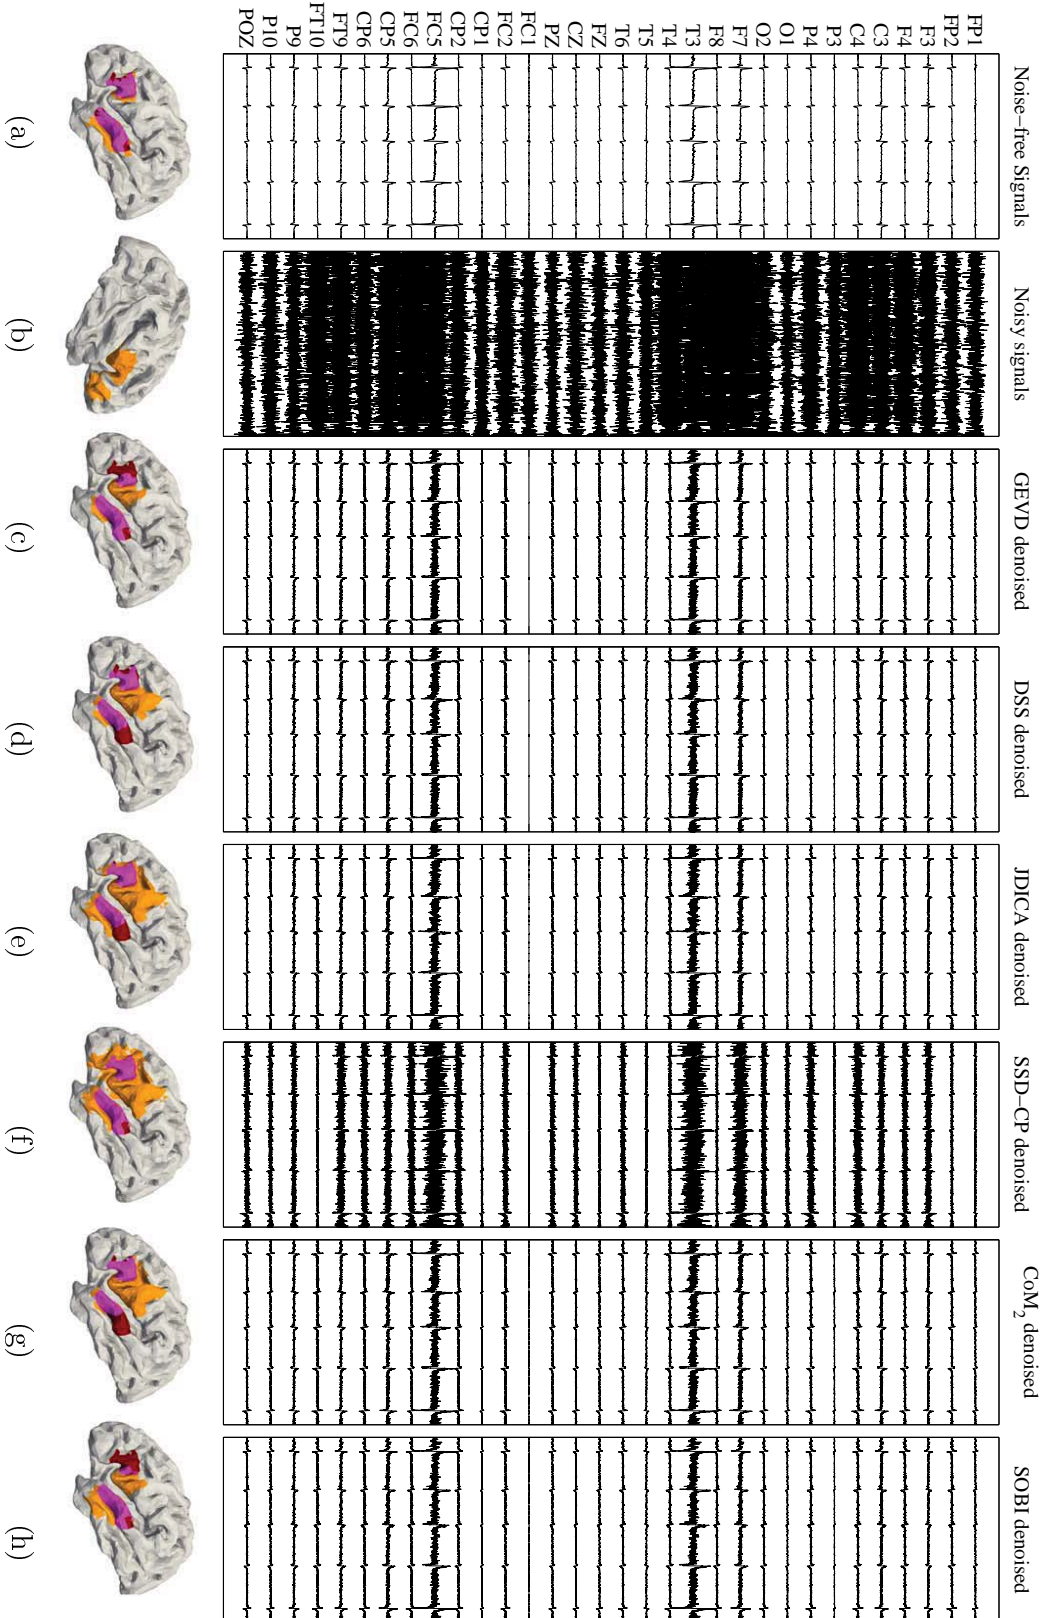 Noise-free Signals
Noisy signals
GEVD denoised
DSS denoised
JDICA denoised
SSD-CP denoised
CoM2 denoised
SOBI denoised
FP1
FP2
F3
F4
C3
C4
P3
P4
O1
O2
F7
F8
T3
T4
T5
T6
FZ
CZ
PZ
FC1
FC2
CP1
CP2
FC5
FC6
CP5
CP6
FT9
FT10
P9
P10
POZ
(a)
(b)
(c)
(d)
(e)
(f)
(g)
(h)